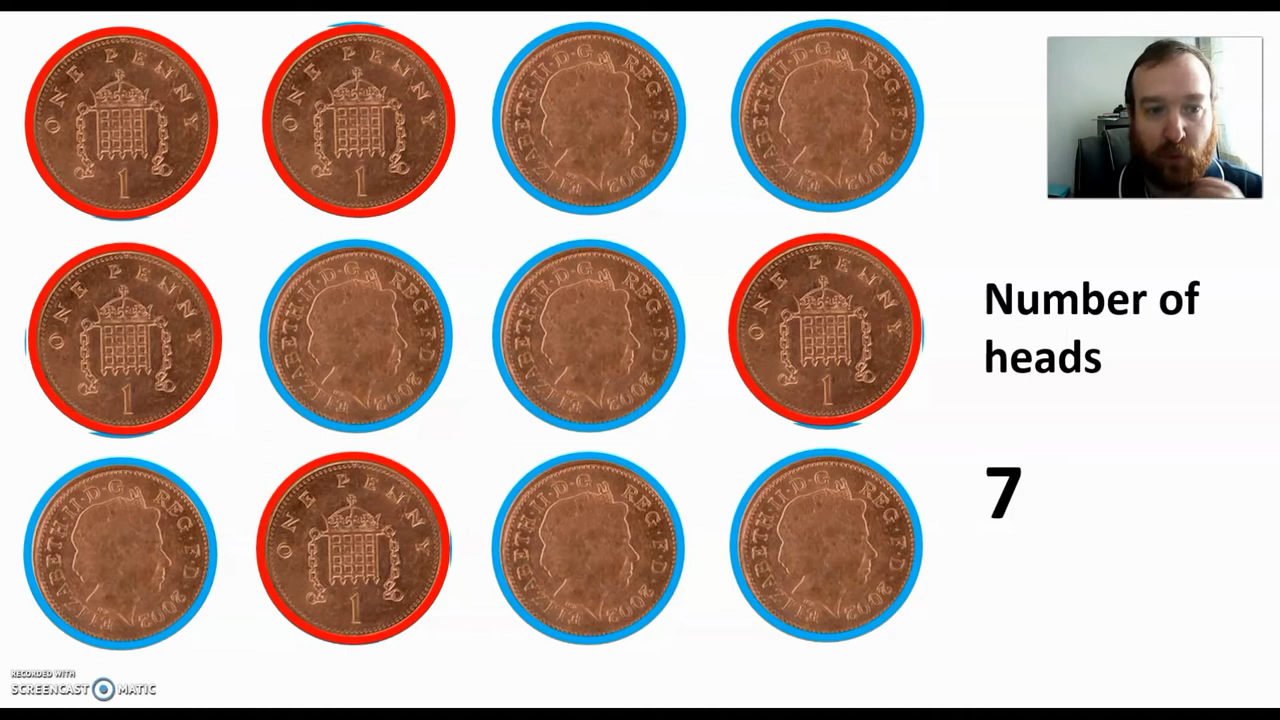 ONE PENNY
1
ONE PENNY
1
ELIZABETH·II·D·G
REG·F·D·2002
ELIZABETH·II·D·G
REG·F·D·2002
ONE PENNY
1
ELIZABETH·II·D·G
REG·F·D·2002
ELIZABETH·II·D·G
REG·F·D·2002
ONE PENNY
1
Number of
heads
ELIZABETH·II·D·G
REG·F·D·2002
ONE PENNY
1
ELIZABETH·II·D·G
REG·F·D·2002
ELIZABETH·II·D·G
REG·F·D·2002
7
RECORDED WITH
SCREENCAST MATIC